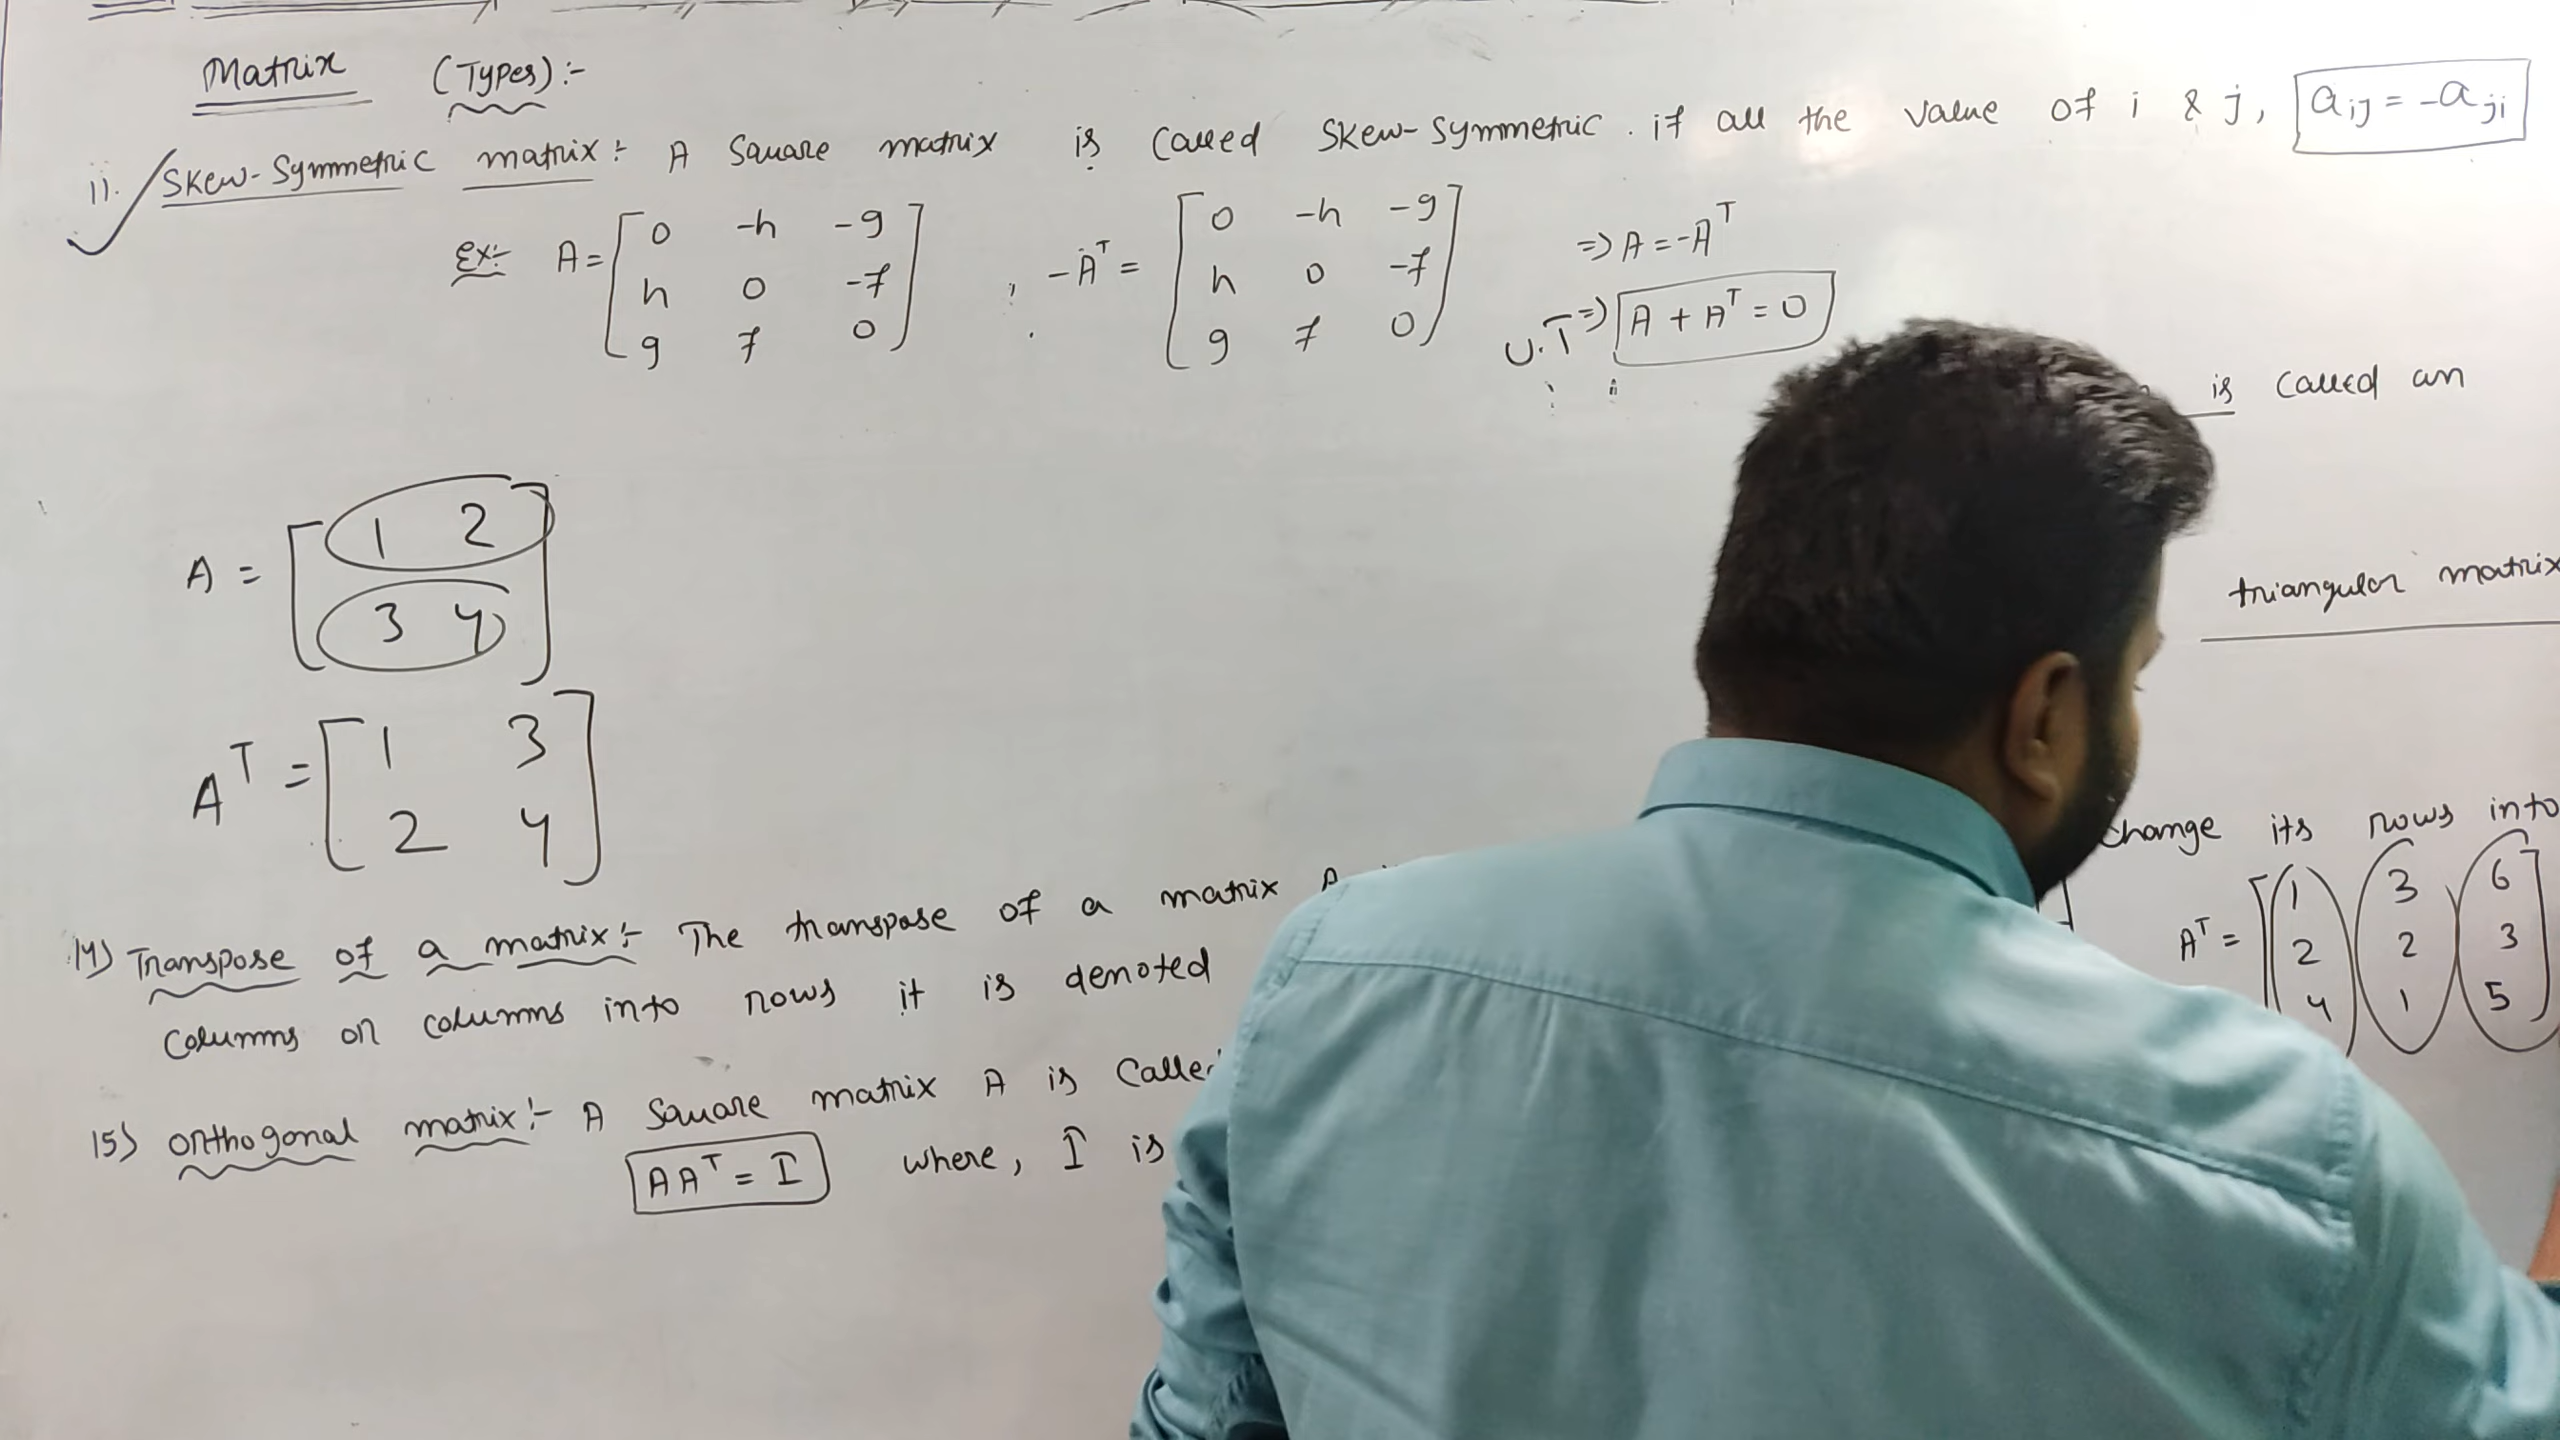 Matrix (Types):-
11. Skew-Symmetric matrix:- A Square matrix is called Skew-Symmetric. if all the value of i & j, aij = -aji
Ex:- A = [0 -h -g
h 0 -f
g f 0] , -A^T = [0 -h -g
h 0 -f
g f 0] => A = -A^T
U.T => A + A^T = 0
is called an
A = [1 2
3 4]
triangular matrix
A^T = [1 3
2 4]
change its rows into
14) Transpose of a matrix:- The transpose of a matrix A
columns or columns into rows it is denoted
A^T = [1 3 6
2 2 3
4 1 5]
15) Orthogonal matrix:- A Square matrix A is Called
AA^T = I where, I is